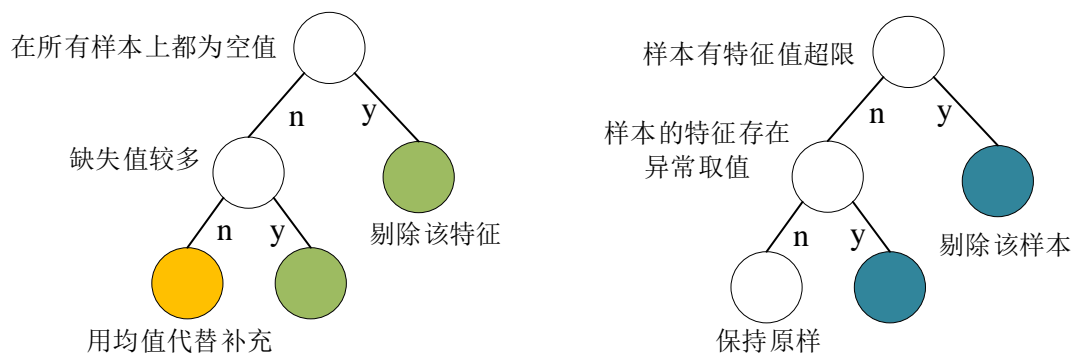 在所有样本上都为空值
n
y
缺失值较多
n
y
剔除该特征
用均值代替补充
样本有特征值超限
n
y
样本的特征存在
异常取值
n
y
剔除该样本
保持原样